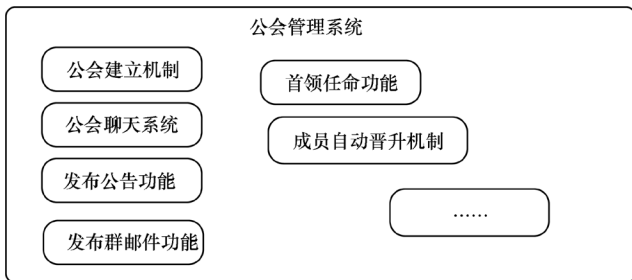 公会管理系统
公会建立机制
首领任命功能
公会聊天系统
成员自动晋升机制
发布公告功能
……
发布群邮件功能